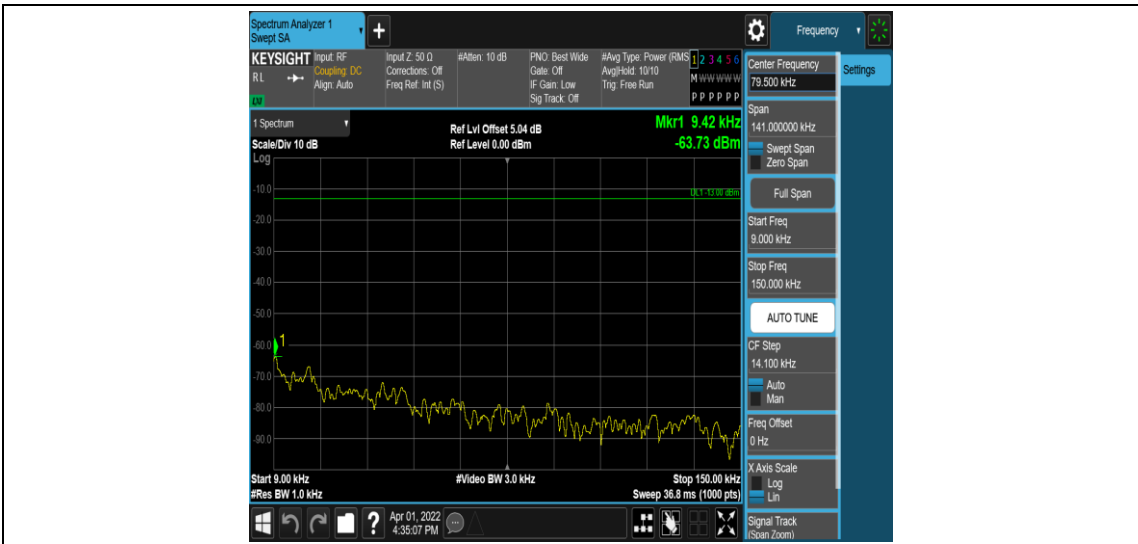 Spectrum Analyzer 1
Swept SA
Frequency
KEYSIGHT
R L
LXI
Input: RF
Coupling: DC
Align: Auto
Input Z: 50 Ω
Corrections: Off
Freq Ref: Int (S)
#Atten: 10 dB
PNO: Best Wide
Gate: Off
IF Gain: Low
Sig Track: Off
#Avg Type: Power (RMS
Avg|Hold: 10/10
Trig: Free Run
1 2 3 4 5 6
M W W W W W
P P P P P P
Center Frequency
79.500 kHz
Settings
1 Spectrum
Scale/Div 10 dB
Ref Lvl Offset 5.04 dB
Ref Level 0.00 dBm
Mkr1 9.42 kHz
-63.73 dBm
Log
DL1 -13.00 dBm
-10.0
-20.0
-30.0
-40.0
-50.0
-60.0
-70.0
-80.0
-90.0
1
Start 9.00 kHz
#Res BW 1.0 kHz
#Video BW 3.0 kHz
Stop 150.00 kHz
Sweep 36.8 ms (1000 pts)
Span
141.000000 kHz
Swept Span
Zero Span
Full Span
Start Freq
9.000 kHz
Stop Freq
150.000 kHz
AUTO TUNE
CF Step
14.100 kHz
Auto
Man
Freq Offset
0 Hz
X Axis Scale
Log
Lin
Signal Track
(Span Zoom)
?
Apr 01, 2022
4:35:07 PM